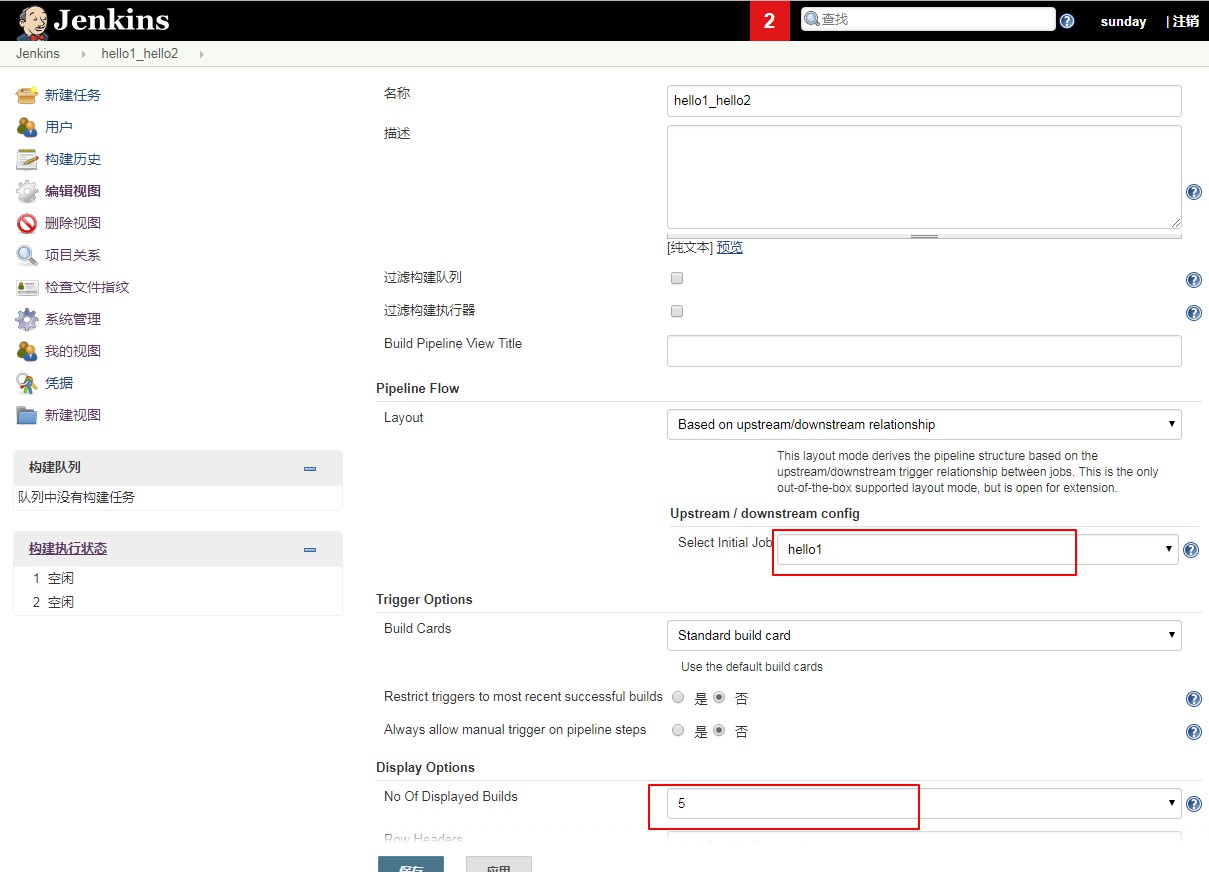 Jenkins
2
查找
sunday
| 注销
Jenkins
hello1_hello2
新建任务
用户
构建历史
编辑视图
删除视图
项目关系
检查文件指纹
系统管理
我的视图
凭据
新建视图
构建队列
队列中没有构建任务
构建执行状态
1 空闲
2 空闲
名称
hello1_hello2
描述
[纯文本] 预览
过滤构建队列
过滤构建执行器
Build Pipeline View Title
Pipeline Flow
Layout
Based on upstream/downstream relationship
This layout mode derives the pipeline structure based on the
upstream/downstream trigger relationship between jobs. This is the only
out-of-the-box supported layout mode, but is open for extension.
Upstream / downstream config
Select Initial Job
hello1
Trigger Options
Build Cards
Standard build card
Use the default build cards
Restrict triggers to most recent successful builds
是 否
Always allow manual trigger on pipeline steps
是 否
Display Options
No Of Displayed Builds
5
Row Headers
保存
应用